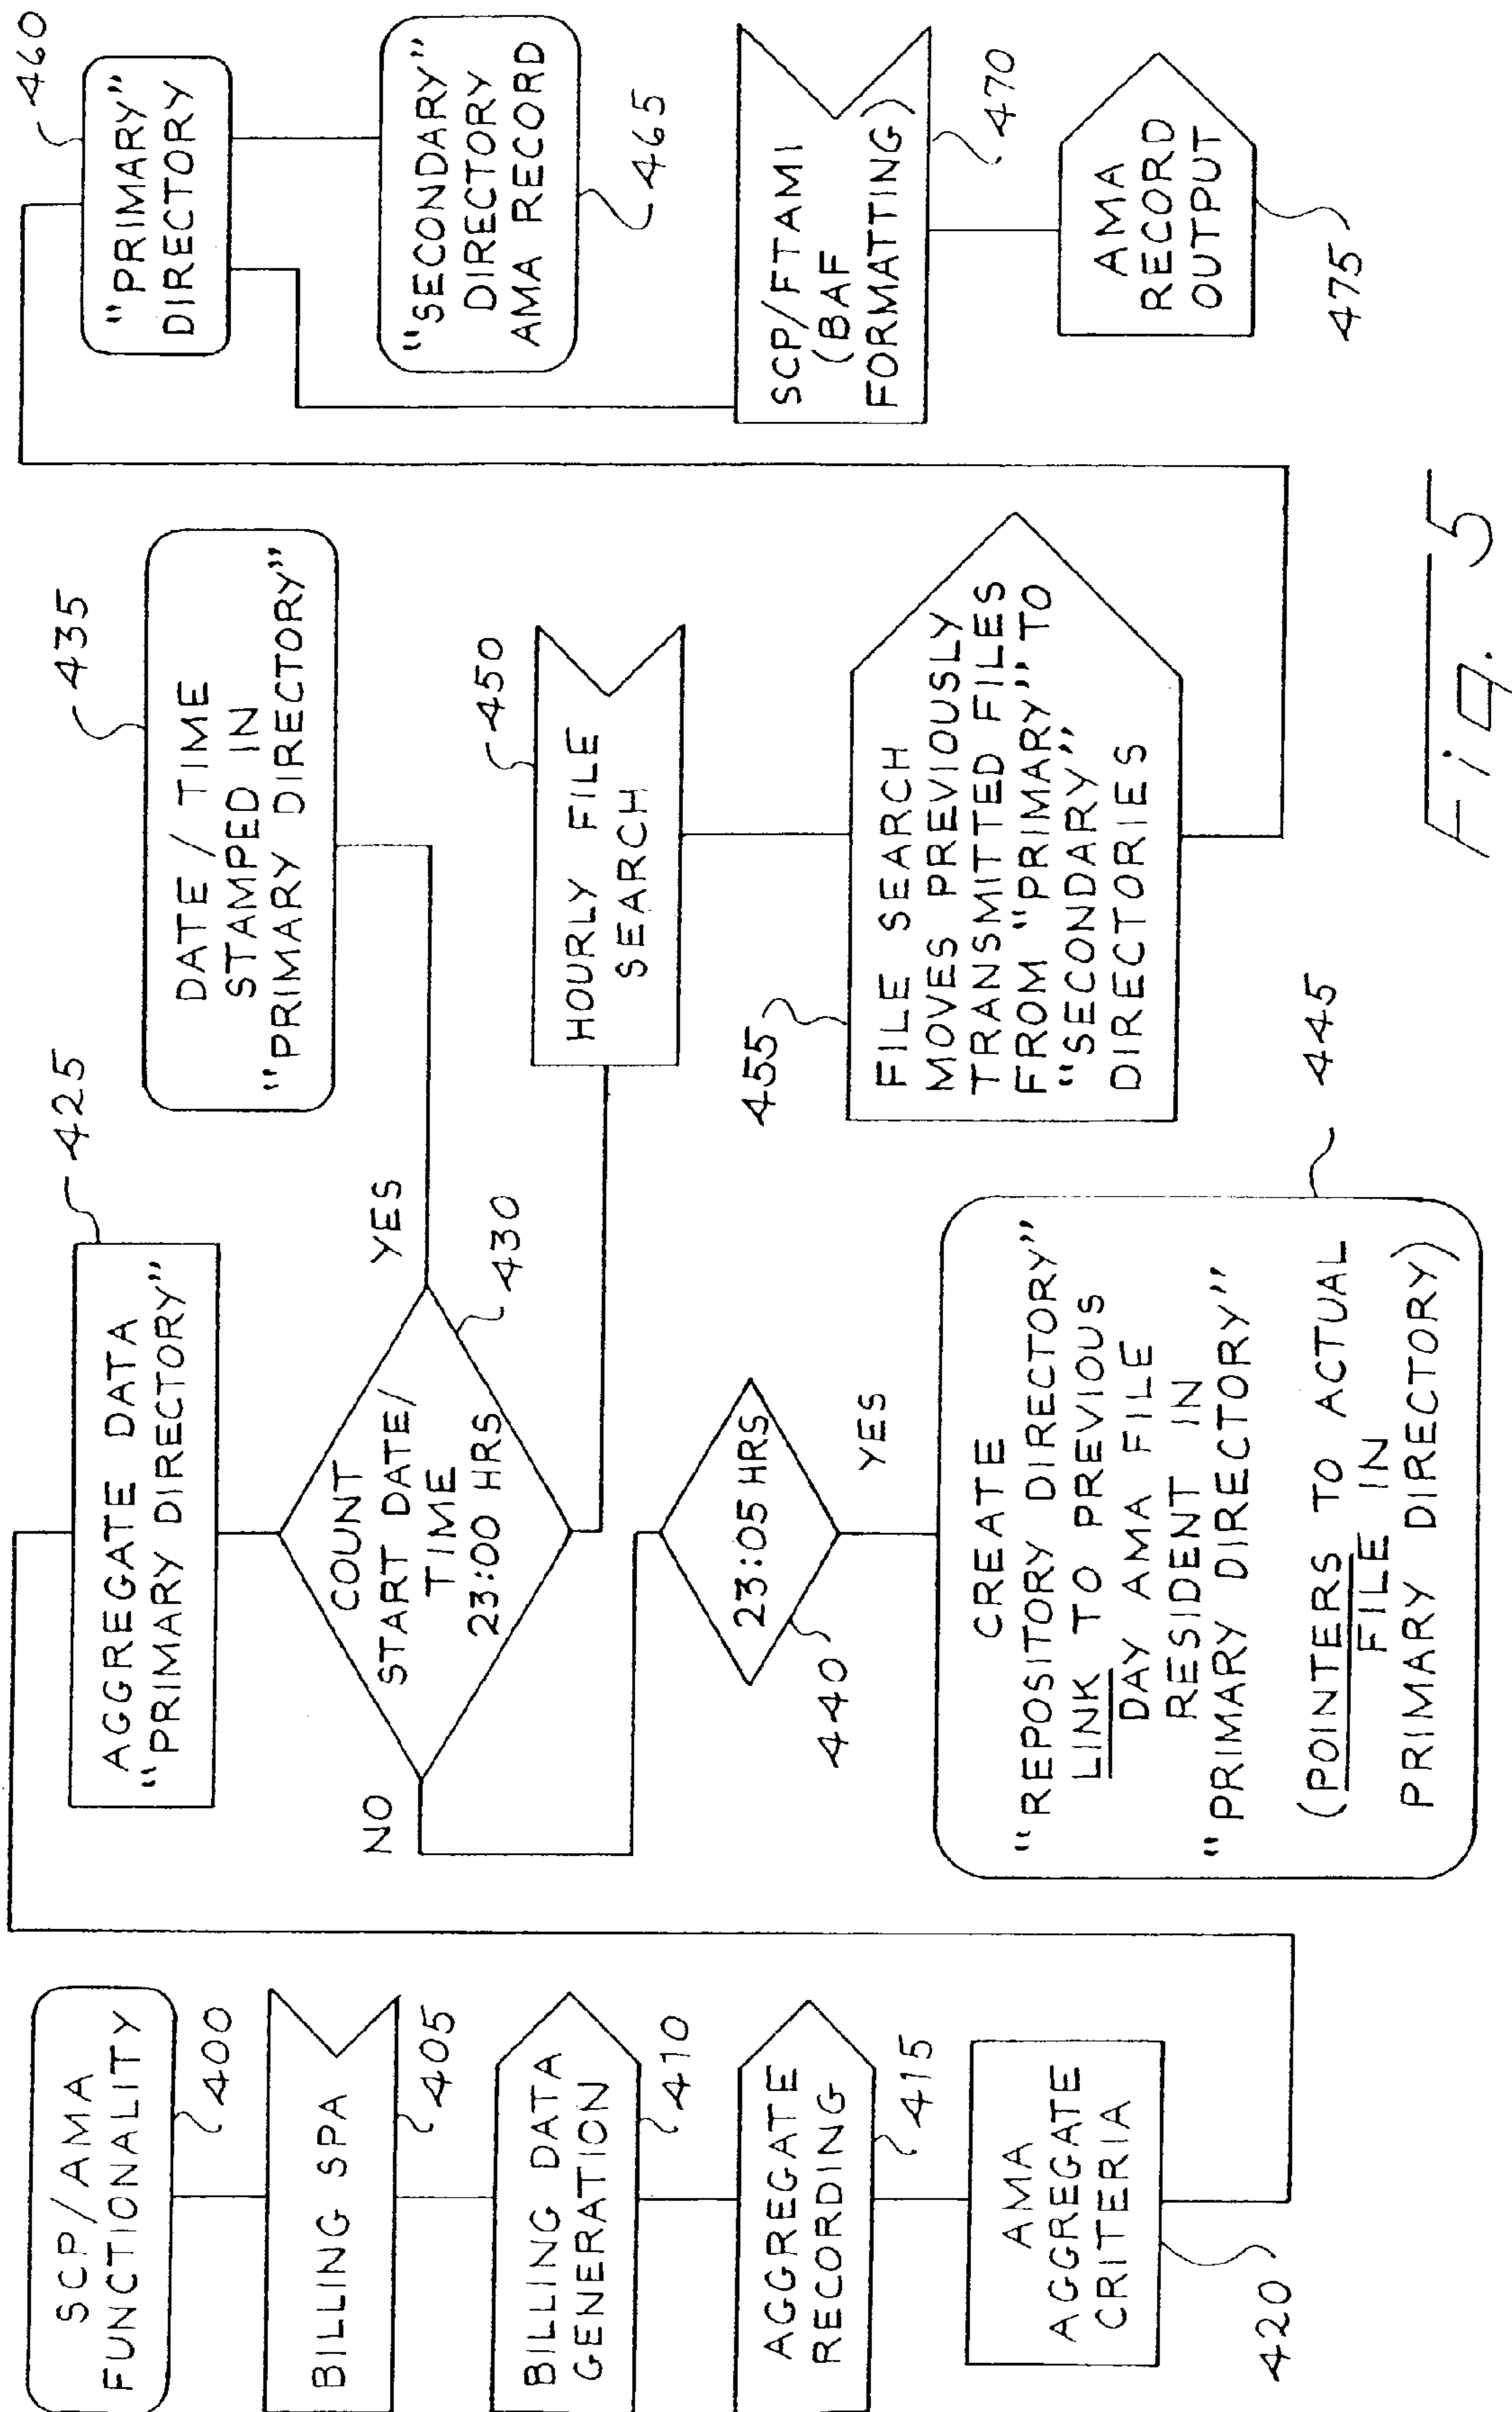 SCP/AMA
FUNCTIONALITY
400
BILLING SPA
405
BILLING DATA
GENERATION
410
AGGREGATE
RECORDING
415
AMA
AGGREGATE
CRITERIA
420
425
AGGREGATE DATA
"PRIMARY DIRECTORY"
COUNT
START DATE/
TIME
23:00 HRS
430
YES
NO
435
DATE / TIME
STAMPED IN
"PRIMARY DIRECTORY"
23:05 HRS
440
YES
CREATE
"REPOSITORY DIRECTORY"
LINK TO PREVIOUS
DAY AMA FILE
RESIDENT IN
"PRIMARY DIRECTORY"
(POINTERS TO ACTUAL
FILE IN
PRIMARY DIRECTORY)
445
450
HOURLY FILE
SEARCH
455
FILE SEARCH
MOVES PREVIOUSLY
TRANSMITTED FILES
FROM "PRIMARY" TO
"SECONDARY"
DIRECTORIES
460
"PRIMARY"
DIRECTORY
"SECONDARY"
DIRECTORY
AMA RECORD
465
SCP/FTAMI
(BAF
FORMATTING)
470
AMA
RECORD
OUTPUT
475
Fig. 5